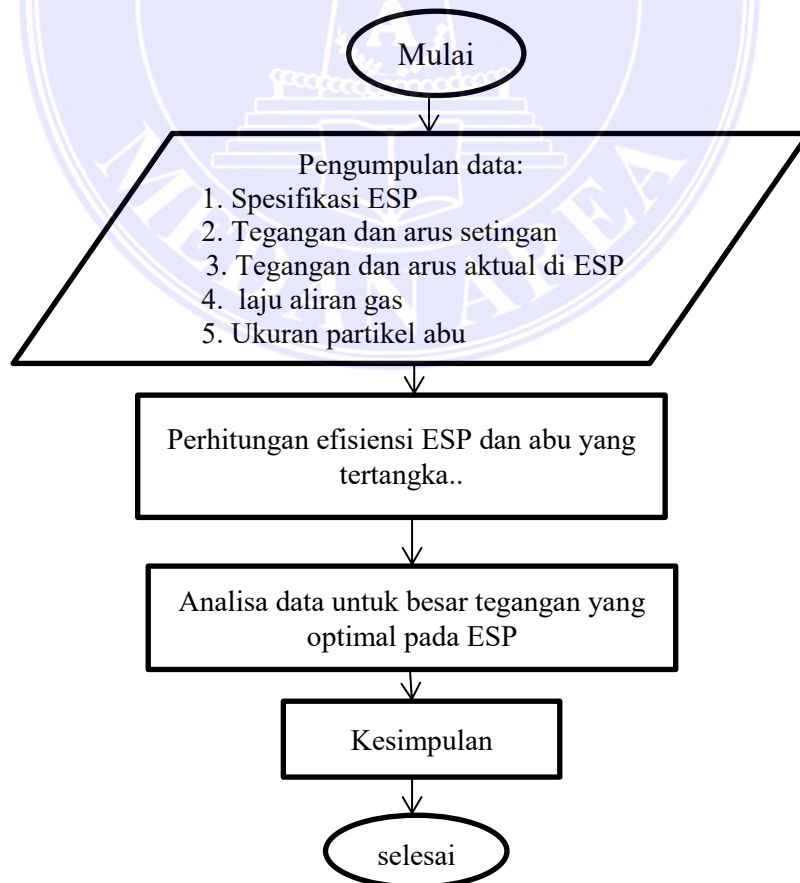 Mulai
Pengumpulan data:
1. Spesifikasi ESP
2. Tegangan dan arus setingan
3. Tegangan dan arus aktual di ESP
4. laju aliran gas
5. Ukuran partikel abu
MEDAN AREA
Perhitungan efisiensi ESP dan abu yang
tertangka..
Analisa data untuk besar tegangan yang
optimal pada ESP
Kesimpulan
selesai